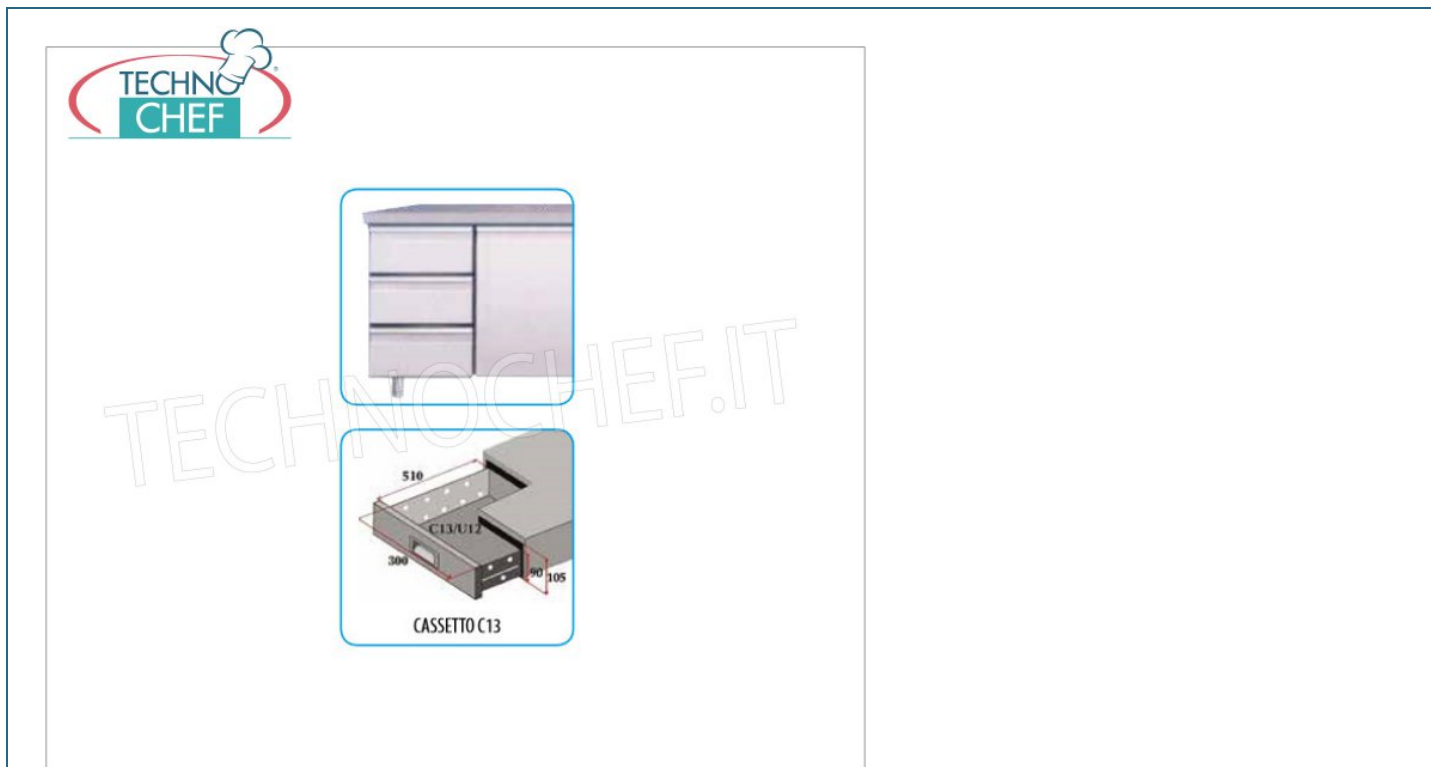 TECHNO
CHEF
®
TECHNOCHEF.IT
510
C13/U12
300
90
105
CASSETTO C13